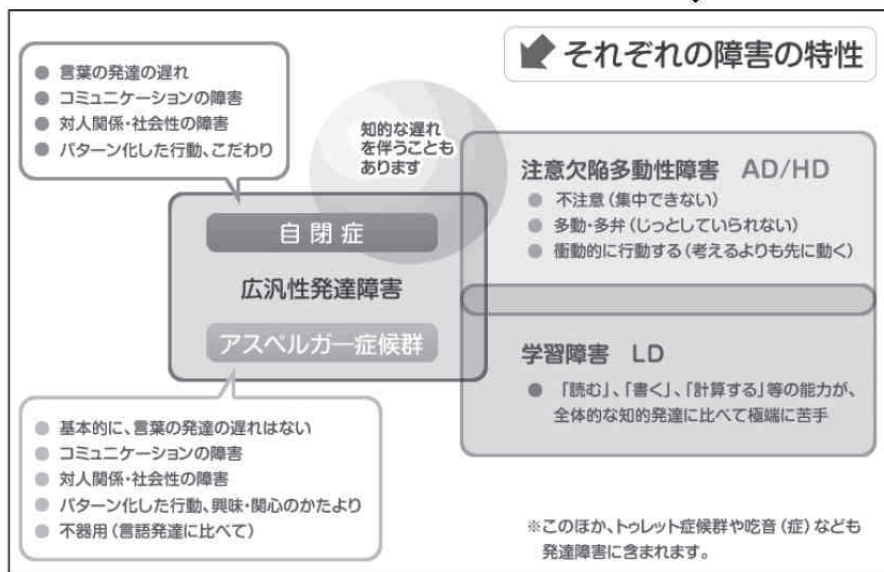 それぞれの障害の特性
● 言葉の発達の遅れ
● コミュニケーションの障害
● 対人関係・社会性の障害
● パターン化した行動、こだわり
知的な遅れ
を伴うことも
あります
自閉症
広汎性発達障害
アスペルガー症候群
● 基本的に、言葉の発達の遅れはない
● コミュニケーションの障害
● 対人関係・社会性の障害
● パターン化した行動、興味・関心のかたより
● 不器用(言語発達に比べて)
注意欠陥多動性障害 AD/HD
● 不注意(集中できない)
● 多動・多弁(じっとしていられない)
● 衝動的に行動する(考えるよりも先に動く)
学習障害 LD
● 「読む」、「書く」、「計算する」等の能力が、
全体的な知的発達に比べて極端に苦手
※このほか、トゥレット症候群や吃音(症)なども
発達障害に含まれます。